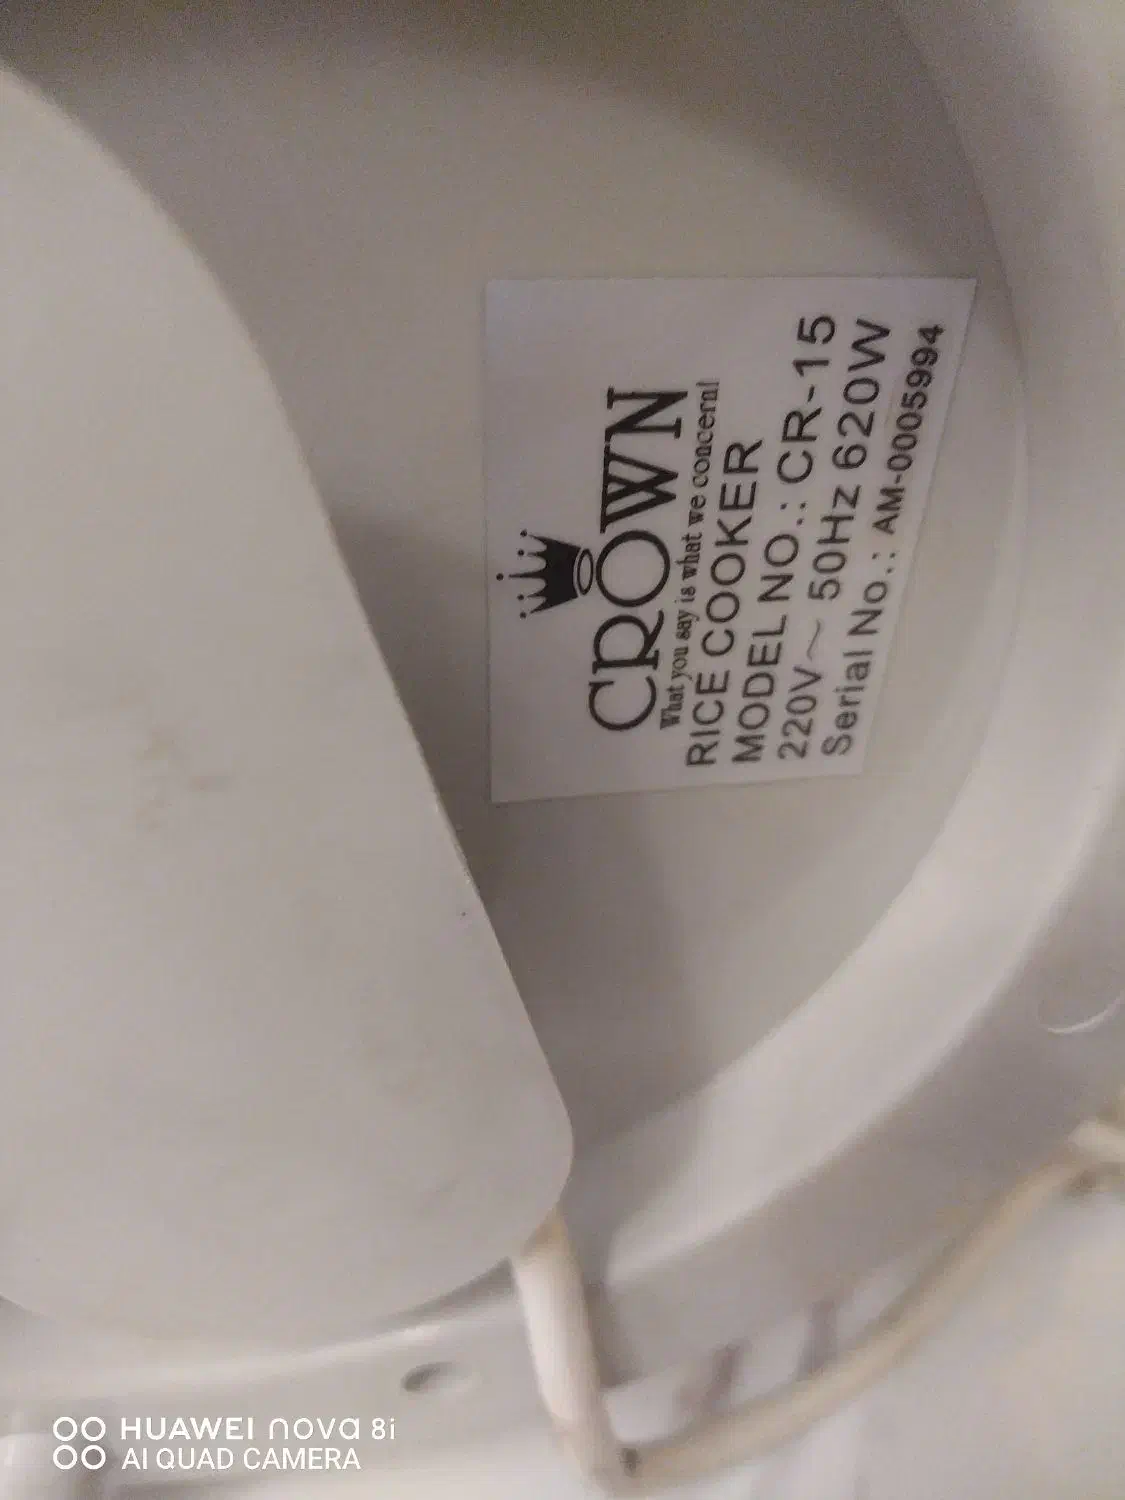 CROWN
What you say is what we concern!
RICE COOKER
MODEL NO.: CR-15
220V~ 50Hz 620W
Serial No.: AM-0005994
HUAWEI nova 8i
AI QUAD CAMERA